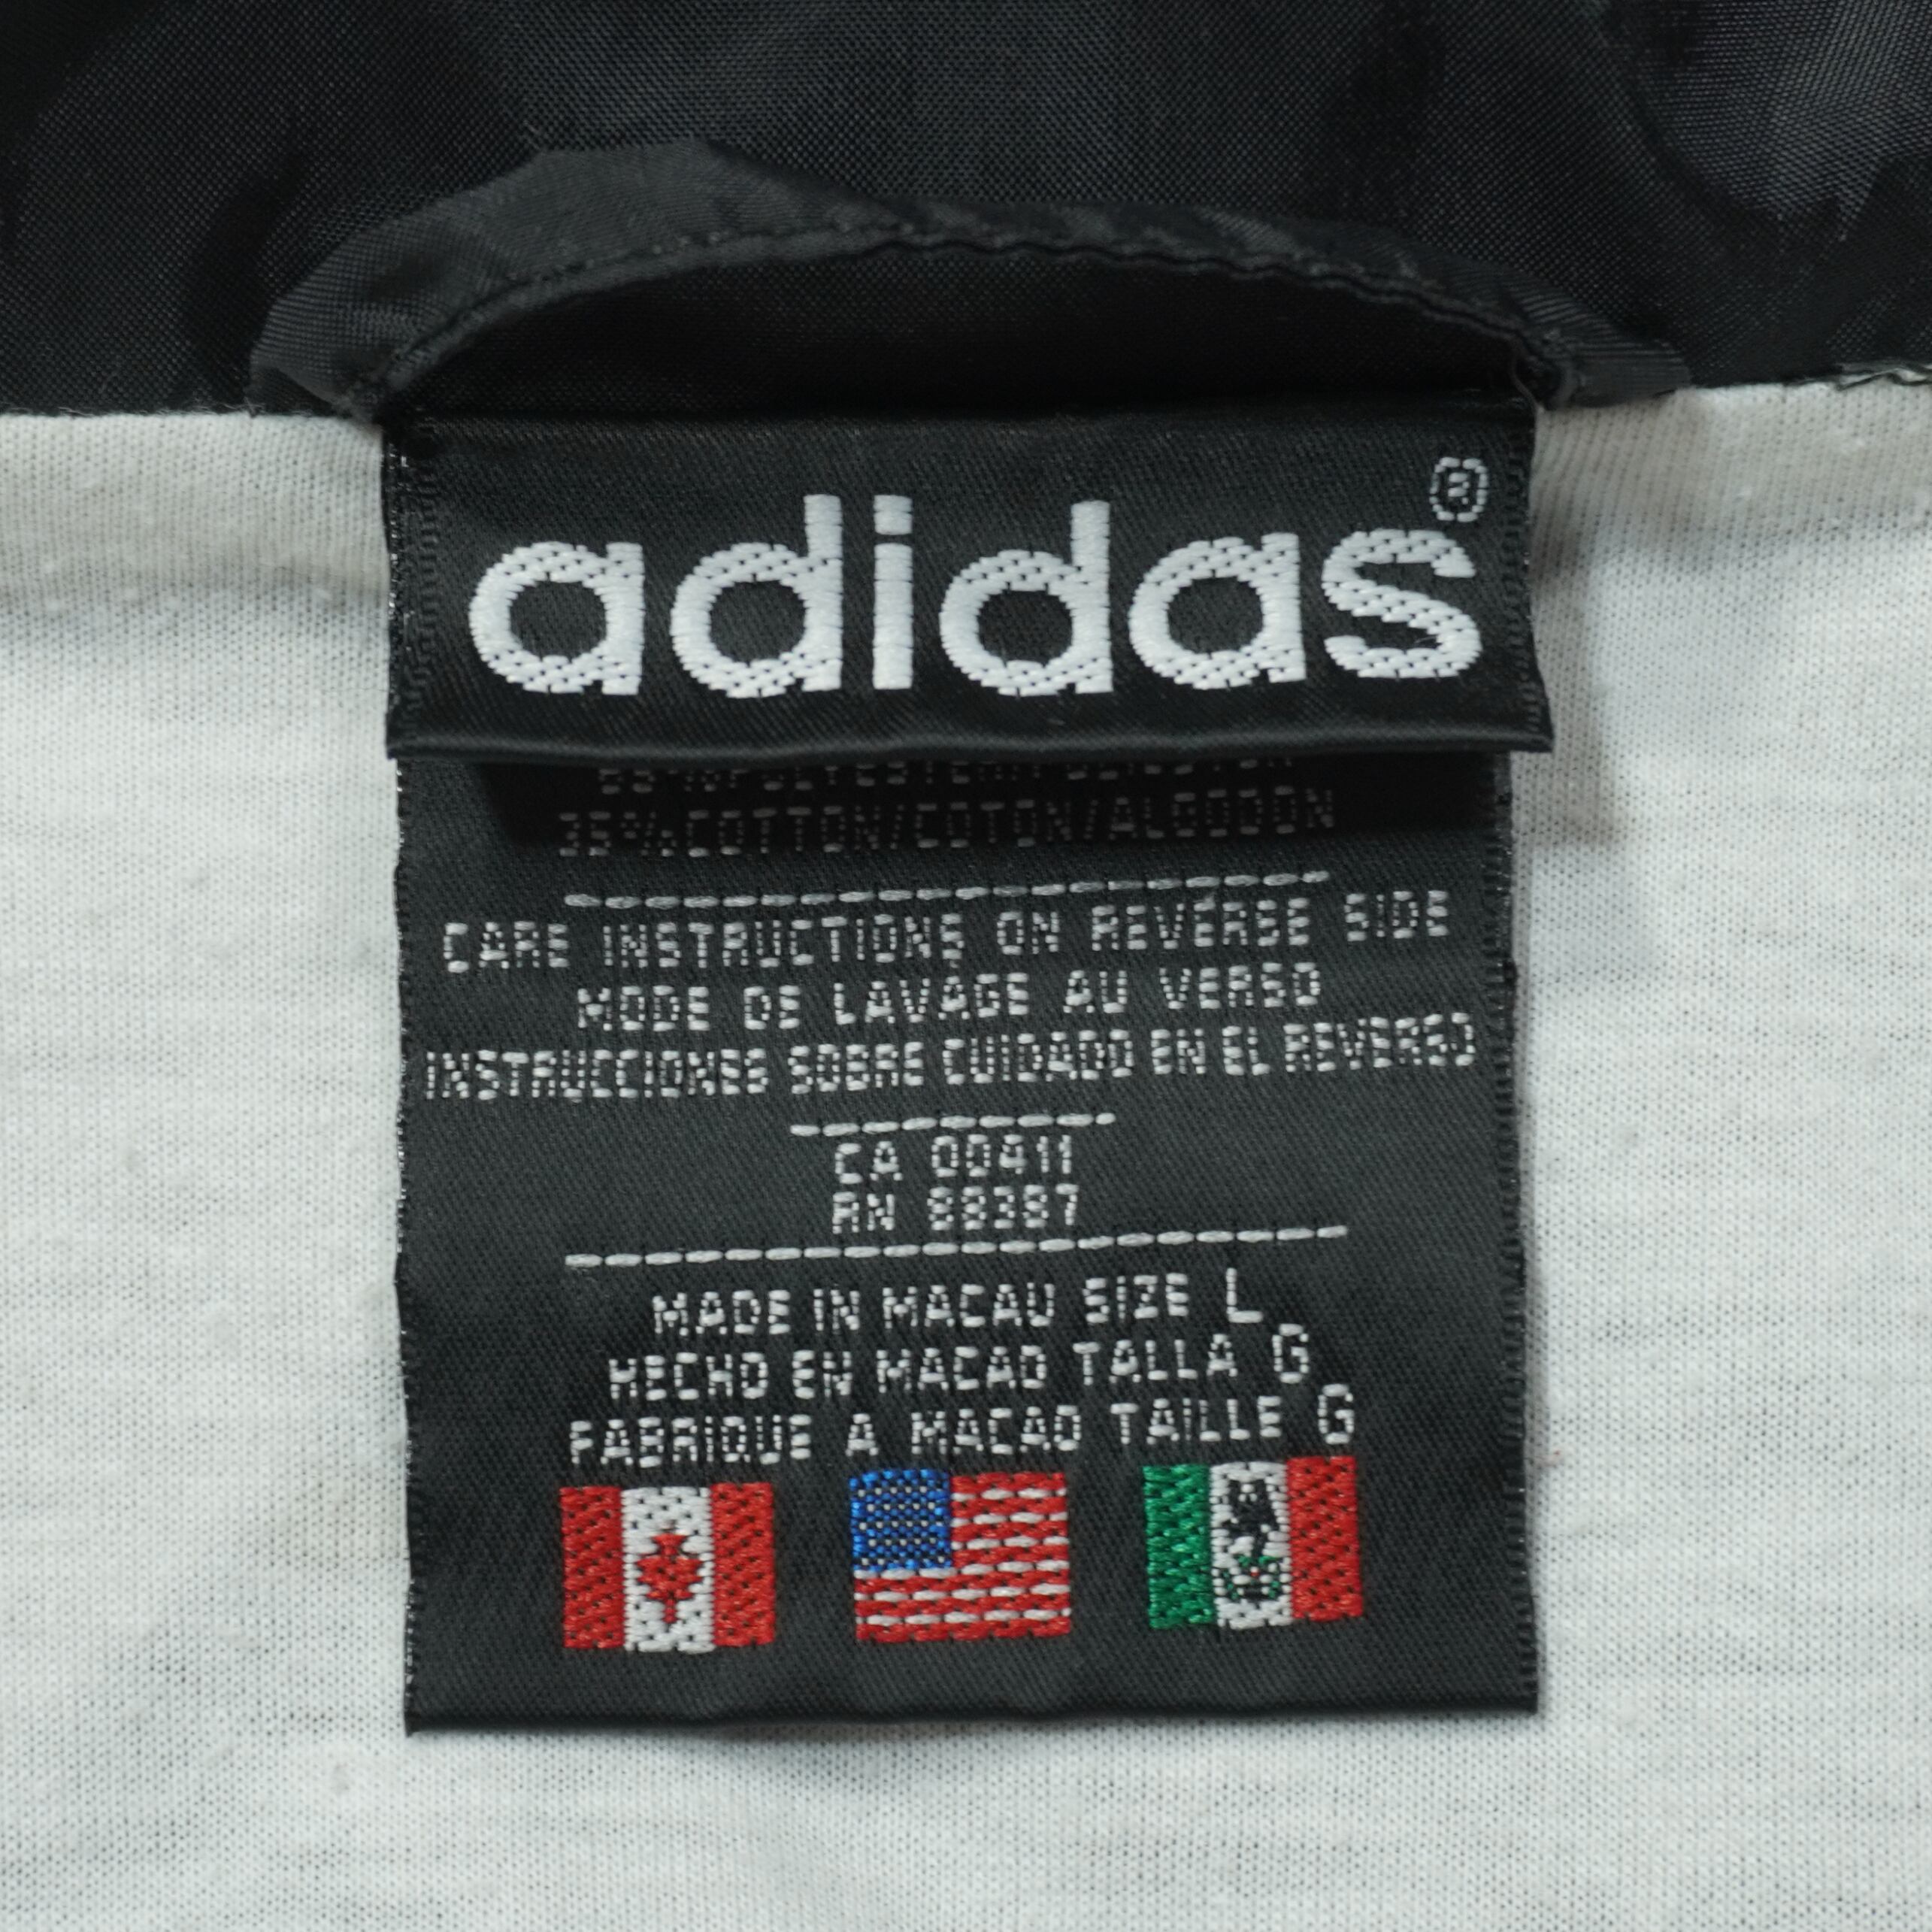 adidas®
35%COTTON/COTON/ALGODON
CARE INSTRUCTIONS ON REVERSE SIDE
MODE DE LAVAGE AU VERSO
INSTRUCCIONES SOBRE CUIDADO EN EL REVERSO
CA 00411
RN 88387
MADE IN MACAU SIZE L
HECHO EN MACAO TALLA G
FABRIQUE A MACAO TAILLE G